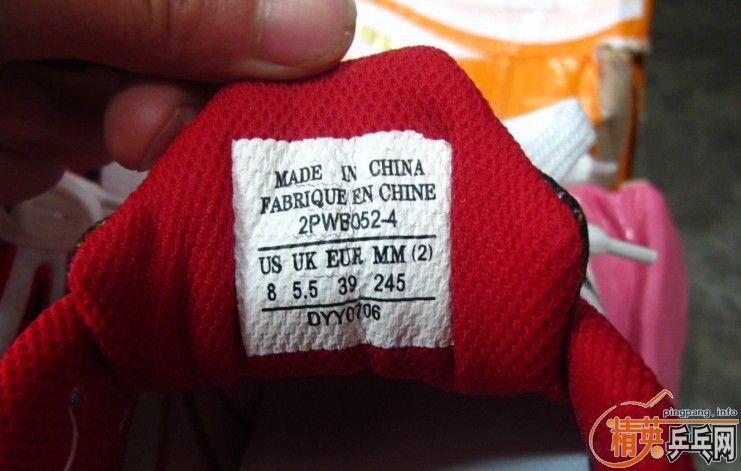 MADE IN CHINA
FABRIQUE EN CHINE
2PWB052-4
US UK EUR MM (2)
8 5.5 39 245
DYY0706
pingpang.info
精英乒乓网